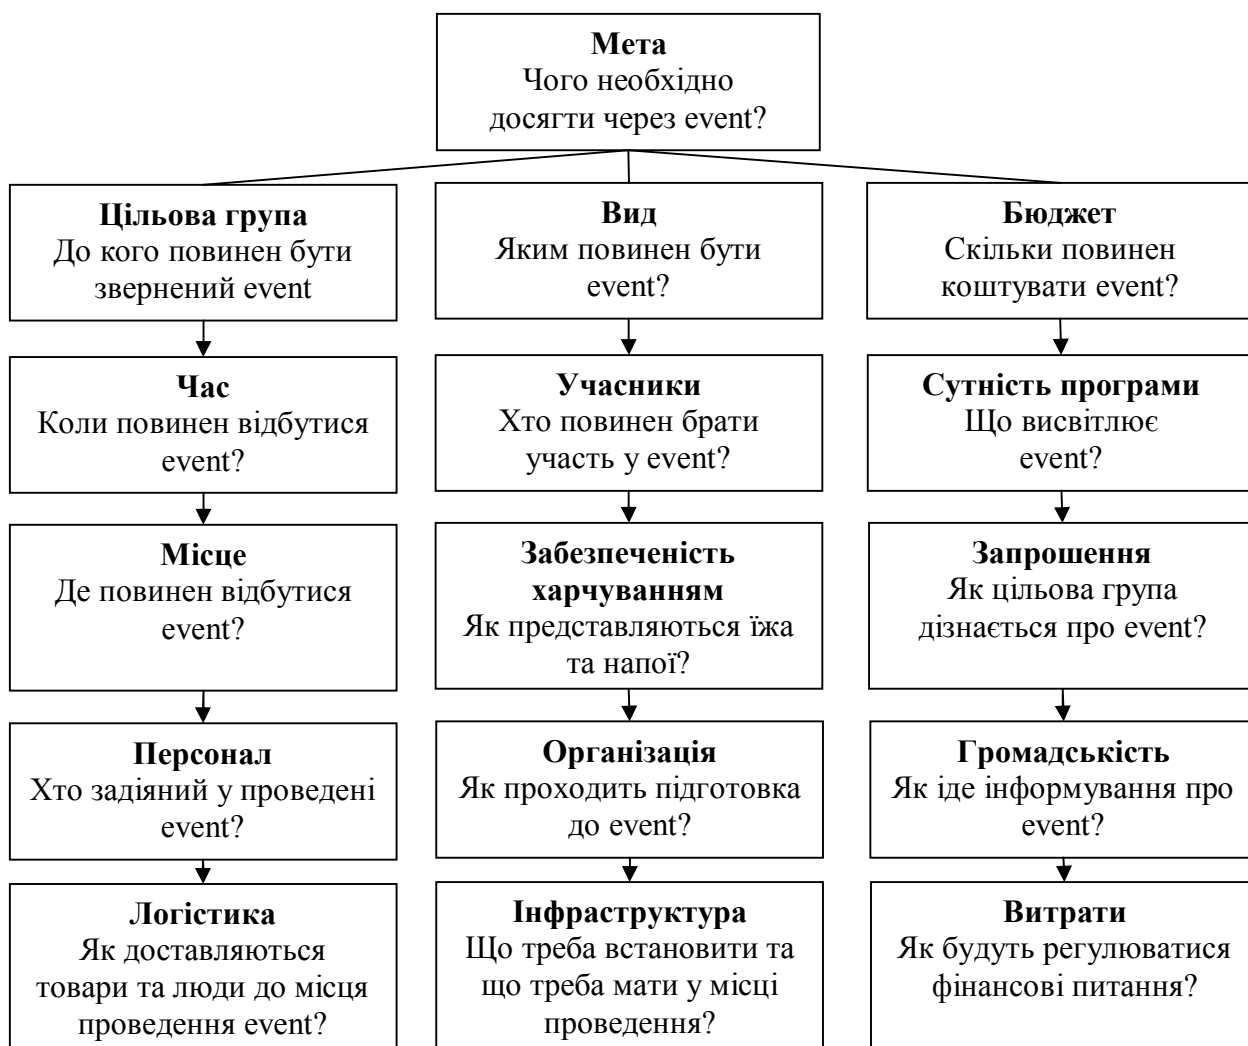 Мета
Чого необхідно
досягти через event?
Цільова група
До кого повинен бути
звернений event
Вид
Яким повинен бути
event?
Бюджет
Скільки повинен
коштувати event?
Час
Коли повинен відбутися
event?
Учасники
Хто повинен брати
участь у event?
Сутність програми
Що висвітлює
event?
Місце
Де повинен відбутися
event?
Забезпеченість
харчуванням
Як представляються їжа
та напої?
Запрошення
Як цільова група
дізнається про event?
Персонал
Хто задіяний у проведені
event?
Організація
Як проходить підготовка
до event?
Громадськість
Як іде інформування про
event?
Логістика
Як доставляються
товари та люди до місця
проведення event?
Інфраструктура
Що треба встановити та
що треба мати у місці
проведення?
Витрати
Як будуть регулюватися
фінансові питання?